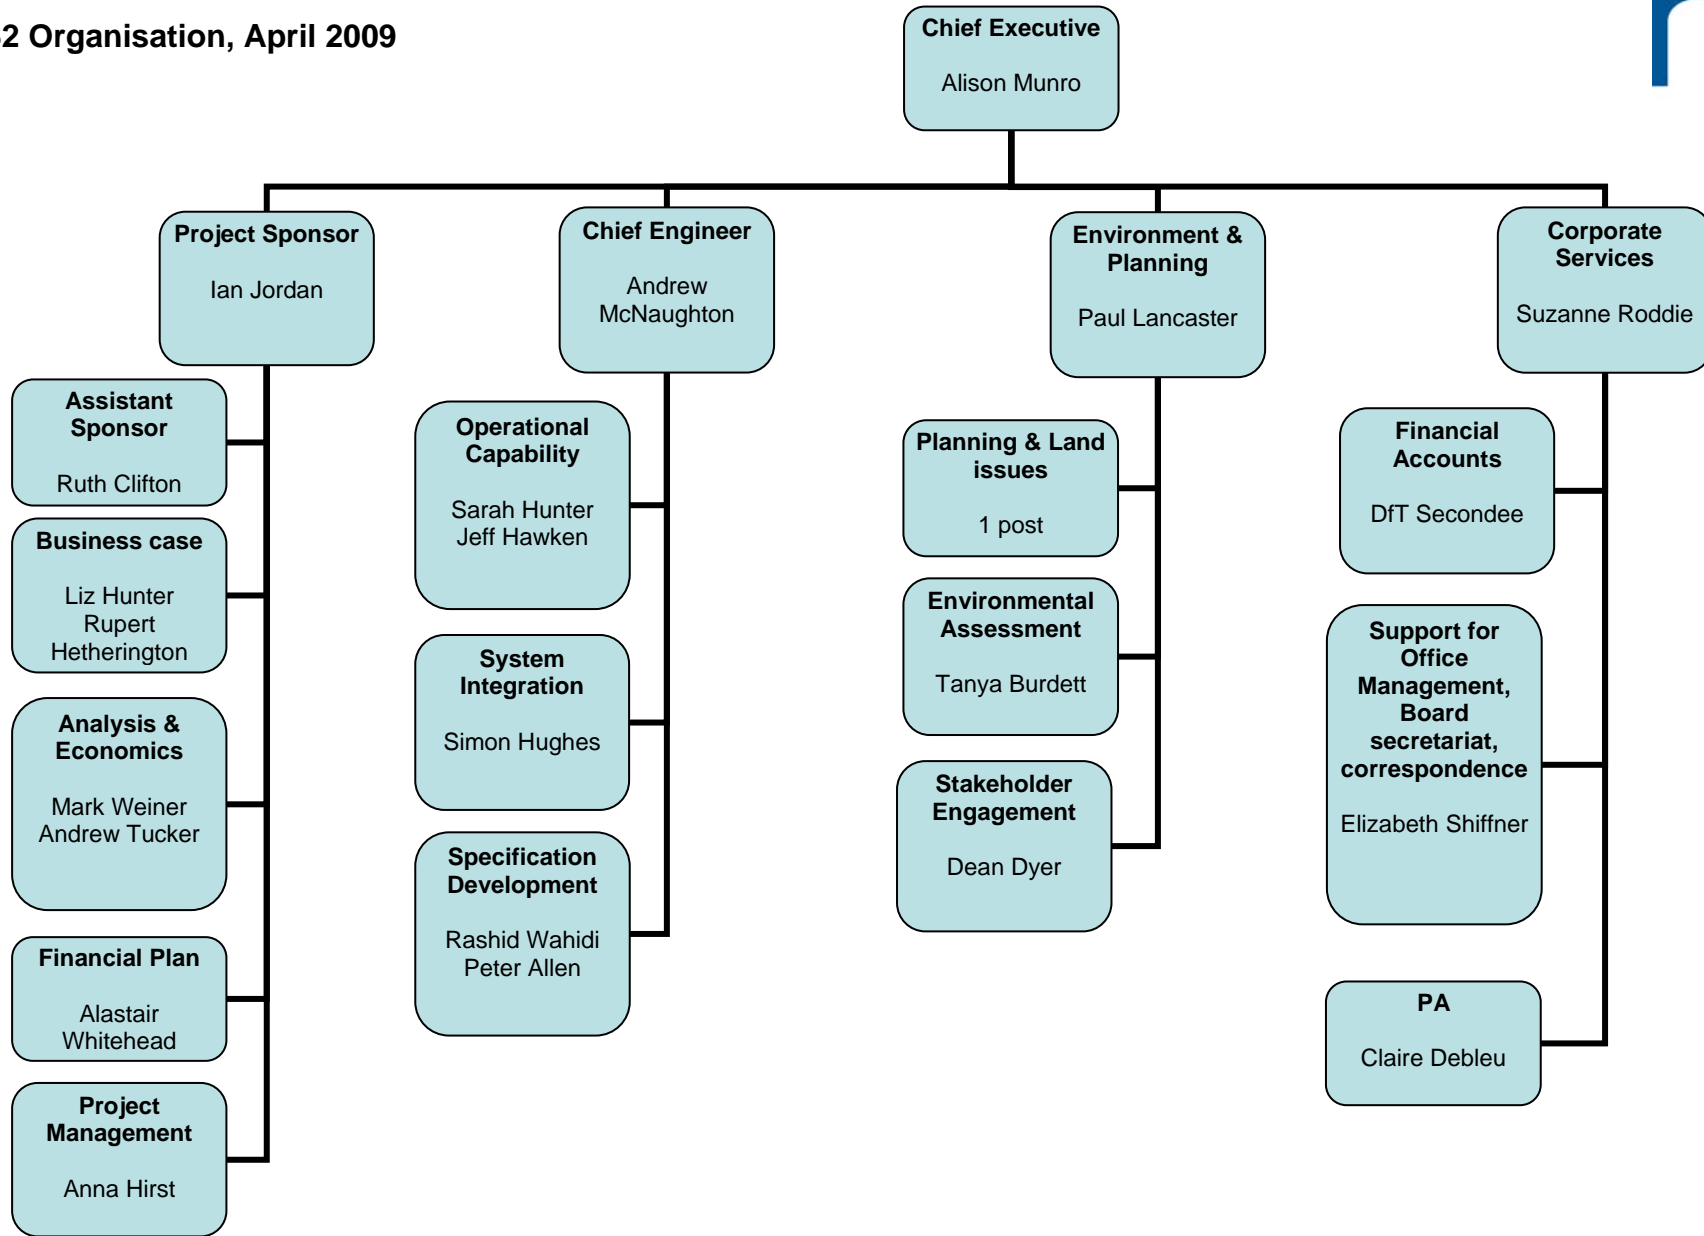 2 Organisation, April 2009
Chief Executive
Alison Munro
Project Sponsor
Ian Jordan
Chief Engineer
Andrew
McNaughton
Environment &
Planning
Paul Lancaster
Corporate
Services
Suzanne Roddie
Assistant
Sponsor
Ruth Clifton
Business case
Liz Hunter
Rupert
Hetherington
Analysis &
Economics
Mark Weiner
Andrew Tucker
Financial Plan
Alastair
Whitehead
Project
Management
Anna Hirst
Operational
Capability
Sarah Hunter
Jeff Hawken
System
Integration
Simon Hughes
Specification
Development
Rashid Wahidi
Peter Allen
Planning & Land
issues
1 post
Environmental
Assessment
Tanya Burdett
Stakeholder
Engagement
Dean Dyer
Financial
Accounts
DfT Secondee
Support for
Office
Management,
Board
secretariat,
correspondence
Elizabeth Shiffner
PA
Claire Debleu